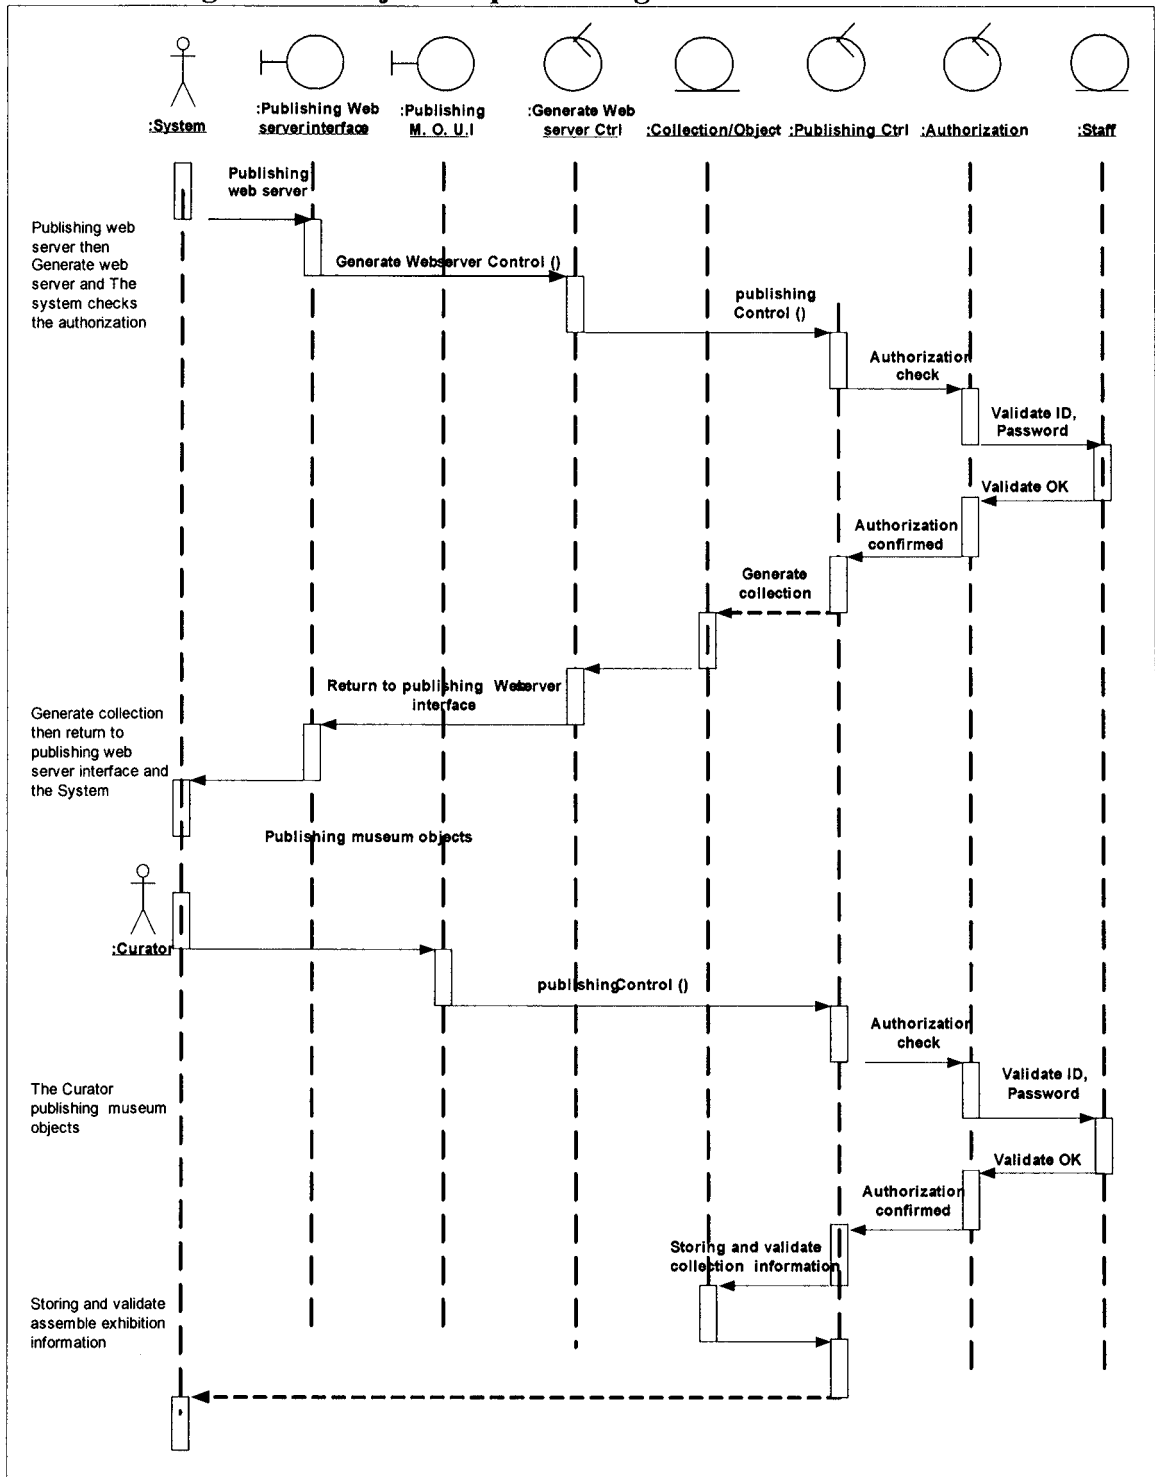 :System
:Publishing Web
serverinterface
:Publishing
M. O. U.I
:Generate Web
server Ctrl
:Collection/Object
:Publishing Ctrl
:Authorization
:Staff
Publishing
web server
Publishing web
server then
Generate web
server and The
system checks
the authorization
Generate Webserver Control ()
publishing
Control ()
Authorization
check
Validate ID,
Password
Validate OK
Authorization
confirmed
Generate
collection
Return to publishing Webserver
interface
Generate collection
then return to
publishing web
server interface and
the System
Publishing museum objects
:Curator
publishingControl ()
Authorization
check
The Curator
publishing museum
objects
Validate ID,
Password
Validate OK
Authorization
confirmed
Storing and validate
collection information
Storing and validate
assemble exhibition
information